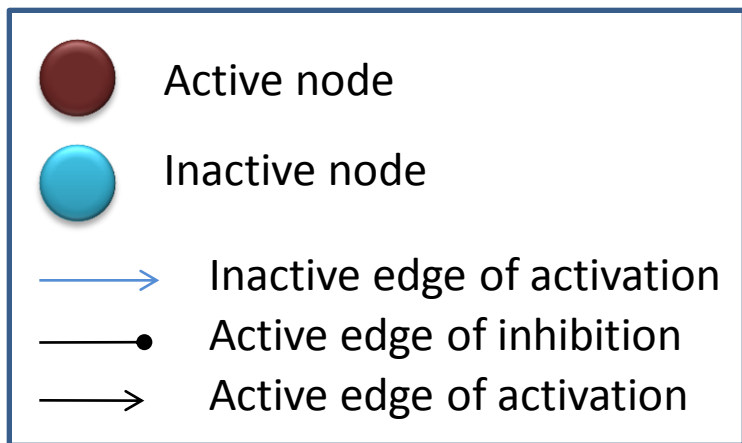 Active node
Inactive node
Inactive edge of activation
Active edge of inhibition
Active edge of activation